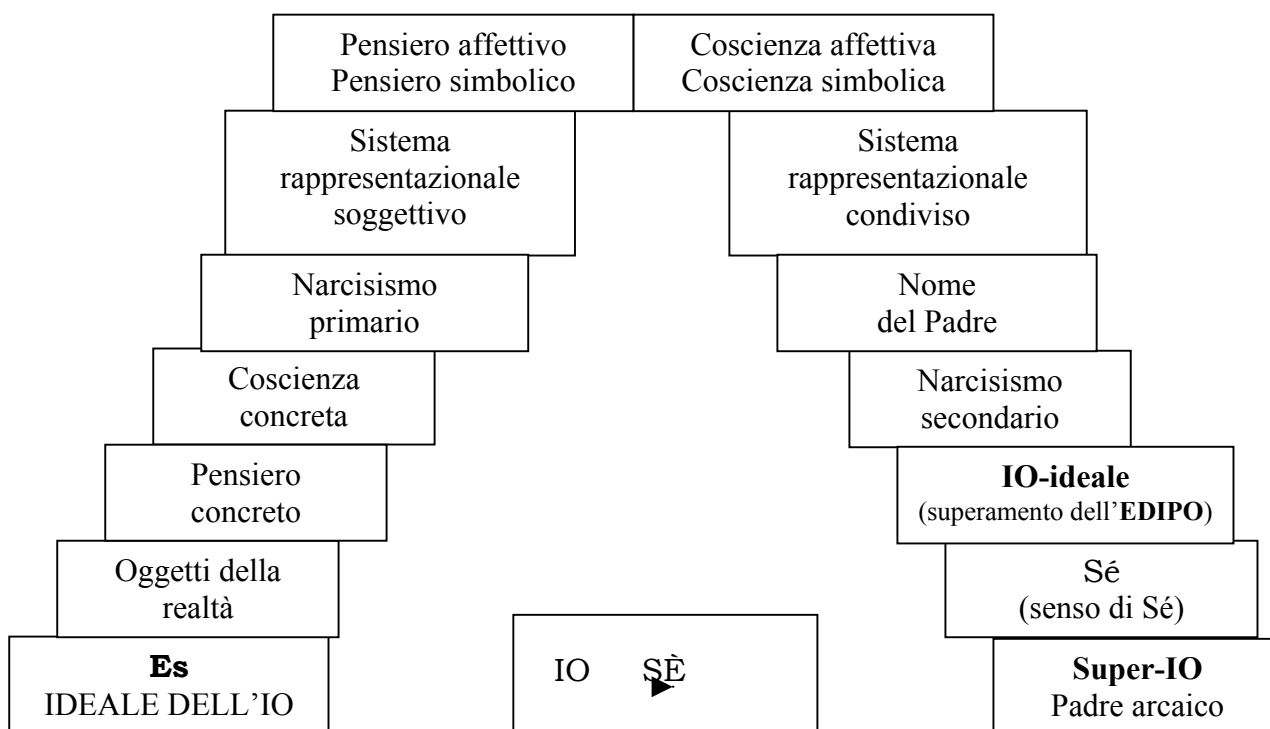 Pensiero affettivo
Pensiero simbolico
Coscienza affettiva
Coscienza simbolica
Sistema
rappresentazionale
soggettivo
Sistema
rappresentazionale
condiviso
Narcisismo
primario
Nome
del Padre
Coscienza
concreta
Narcisismo
secondario
Pensiero
concreto
IO-ideale
(superamento dell’EDIPO)
Oggetti della
realtà
Sé
(senso di Sé)
Es
IDEALE DELL’IO
IO SÈ
Super-IO
Padre arcaico